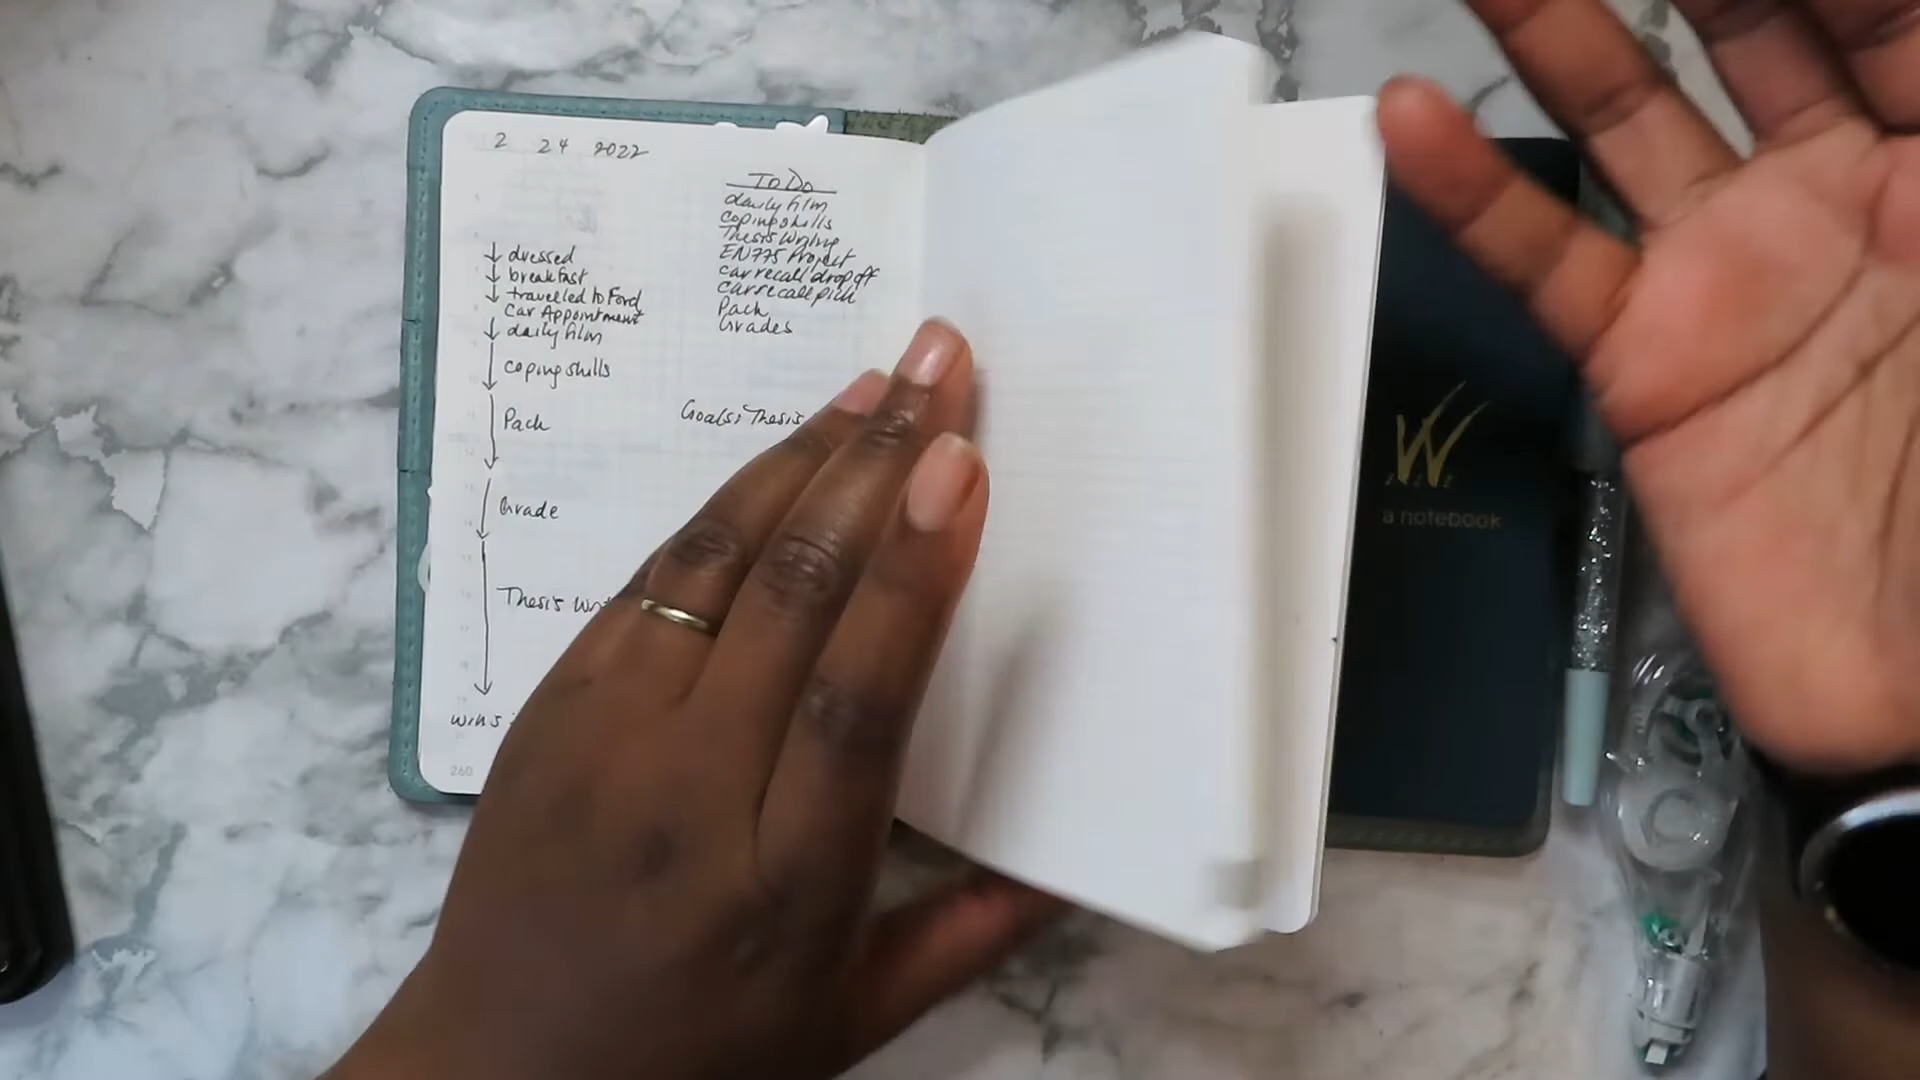 2 24 2022
To Do
daily film
coping skills
Thesis Writing
EN775 Project
car recall drop off
car recall pick
Pack
Grades
dressed
breakfast
travelled to Ford
Car Appointment
daily film
coping skills
Pack
Grade
Thesis
Goals: Thesis
wins:
260
W
a notebook